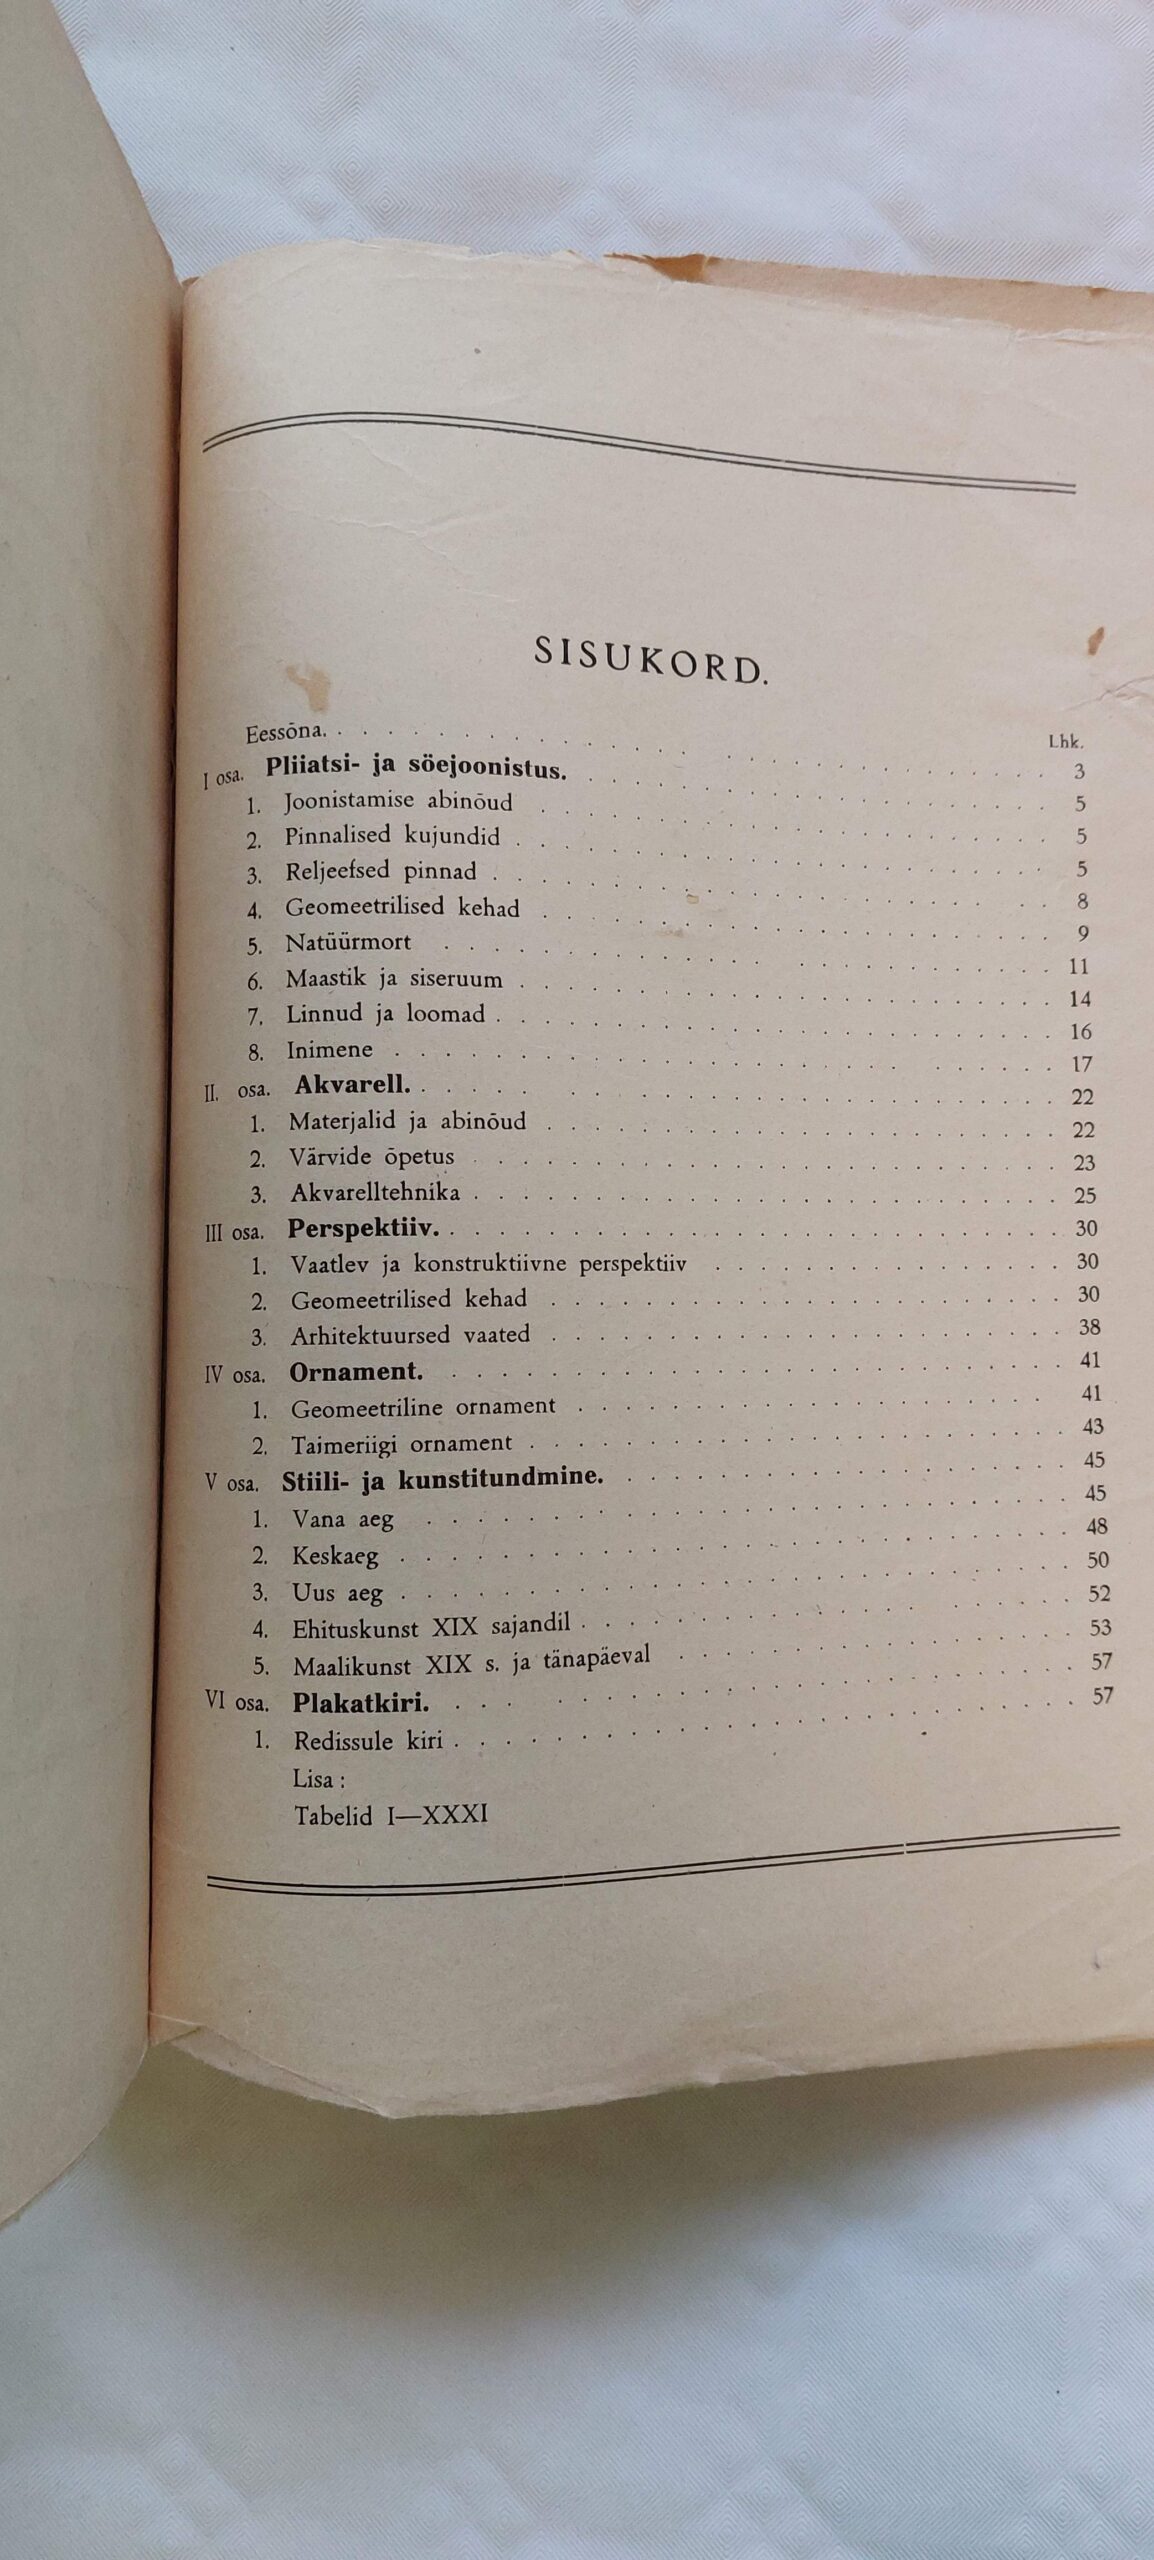 SISUKORD.
Lhk.
Eessõna. . . . . . . . . . . . . . . 3
I osa. Pliiatsi- ja söejoonistus. . . . . . . . . . . . . . . 5
1. Joonistamise abinõud . . . . . . . . . . . . . . . 5
2. Pinnalised kujundid . . . . . . . . . . . . . . . 5
3. Reljeefsed pinnad . . . . . . . . . . . . . . . 8
4. Geomeetrilised kehad . . . . . . . . . . . . . . . 9
5. Natüürmort . . . . . . . . . . . . . . . 11
6. Maastik ja siseruum . . . . . . . . . . . . . . . 14
7. Linnud ja loomad . . . . . . . . . . . . . . . 16
8. Inimene . . . . . . . . . . . . . . . 17
II. osa. Akvarell. . . . . . . . . . . . . . . 22
1. Materjalid ja abinõud . . . . . . . . . . . . . . . 22
2. Värvide õpetus . . . . . . . . . . . . . . . 23
3. Akvarelltehnika . . . . . . . . . . . . . . . 25
III osa. Perspektiiv. . . . . . . . . . . . . . . 30
1. Vaatlev ja konstruktiivne perspektiiv . . . . . . . . . . . . . . . 30
2. Geomeetrilised kehad . . . . . . . . . . . . . . . 30
3. Arhitektuursed vaated . . . . . . . . . . . . . . . 38
IV osa. Ornament. . . . . . . . . . . . . . . 41
1. Geomeetriline ornament . . . . . . . . . . . . . . . 41
2. Taimeriigi ornament . . . . . . . . . . . . . . . 43
V osa. Stiili- ja kunstitundmine. . . . . . . . . . . . . . . 45
1. Vana aeg . . . . . . . . . . . . . . . 45
2. Keskaeg . . . . . . . . . . . . . . . 48
3. Uus aeg . . . . . . . . . . . . . . . 50
4. Ehituskunst XIX sajandil . . . . . . . . . . . . . . . 52
5. Maalikunst XIX s. ja tänapäeval . . . . . . . . . . . . . . . 53
VI osa. Plakatkiri. . . . . . . . . . . . . . . 57
1. Redissule kiri . . . . . . . . . . . . . . . 57
Lisa :
Tabelid I—XXXI